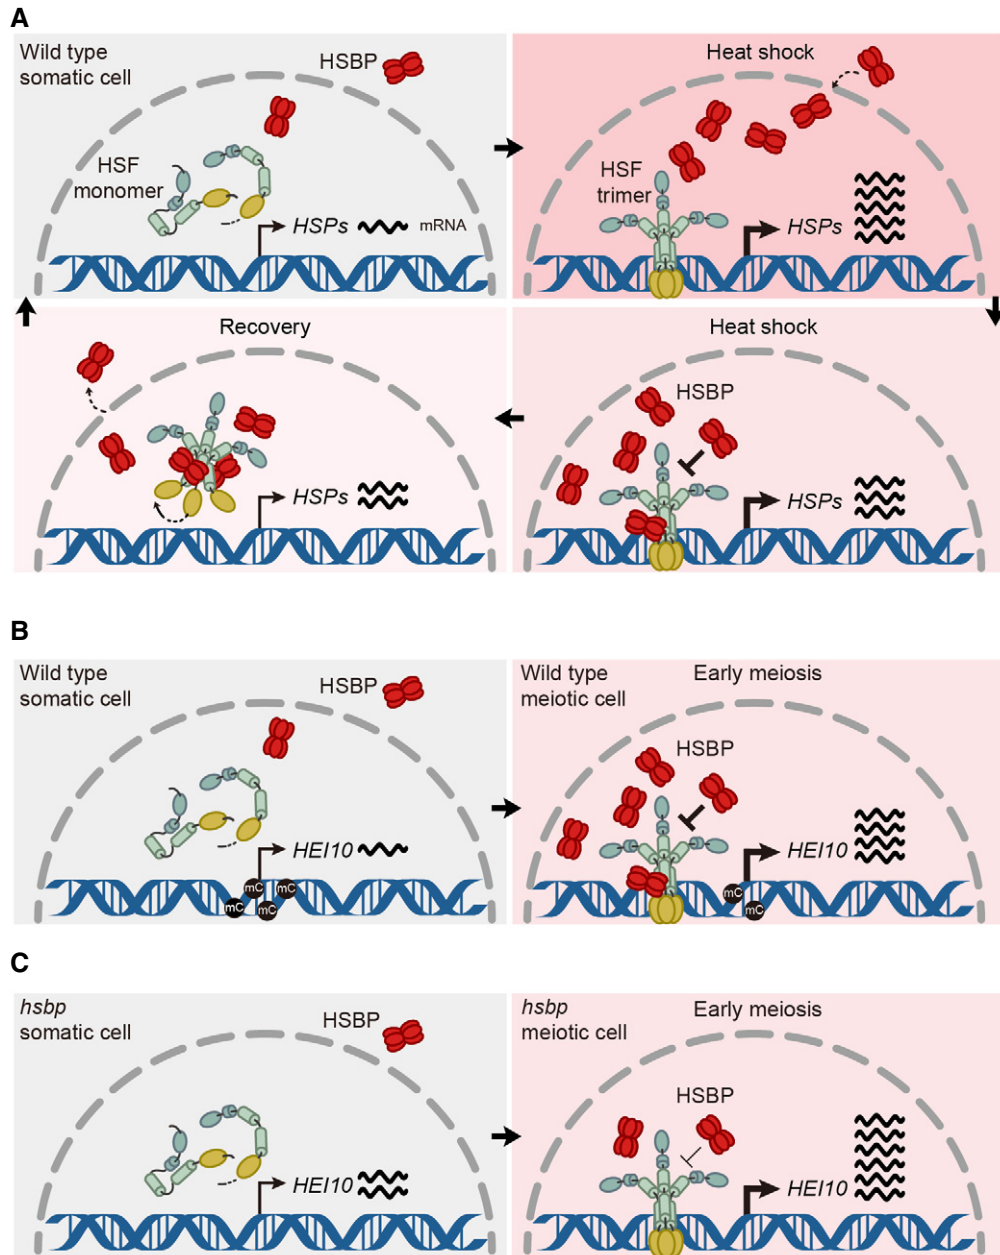 A
Wild type
somatic cell
HSBP
HSF
monomer
HSPs
mRNA
Heat shock
HSF
trimer
HSPs
Recovery
HSPs
Heat shock
HSBP
HSPs
B
Wild type
somatic cell
HSBP
HEI10
mC
mC
mC
mC
Wild type
meiotic cell
Early meiosis
HSBP
HEI10
mC
mC
C
hsbp
somatic cell
HSBP
HEI10
hsbp
meiotic cell
Early meiosis
HSBP
HEI10